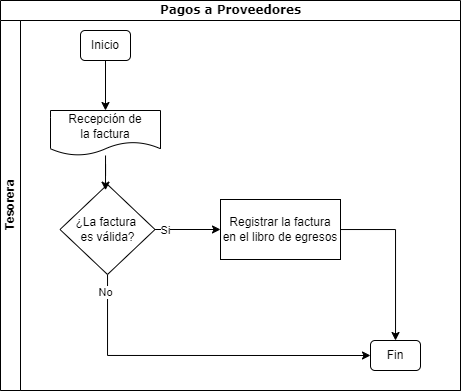 Pagos a Proveedores
Tesorera
Inicio
Recepción de
la factura
¿La factura
es válida?
Si
Registrar la factura
en el libro de egresos
No
Fin